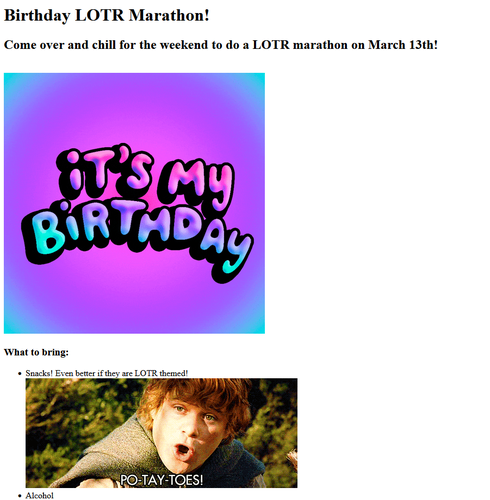 Birthday LOTR Marathon!
Come over and chill for the weekend to do a LOTR marathon on March 13th!
iT'S MY
BiRTHDAY
What to bring:
Snacks! Even better if they are LOTR themed!
PO-TAY-TOES!
Alcohol